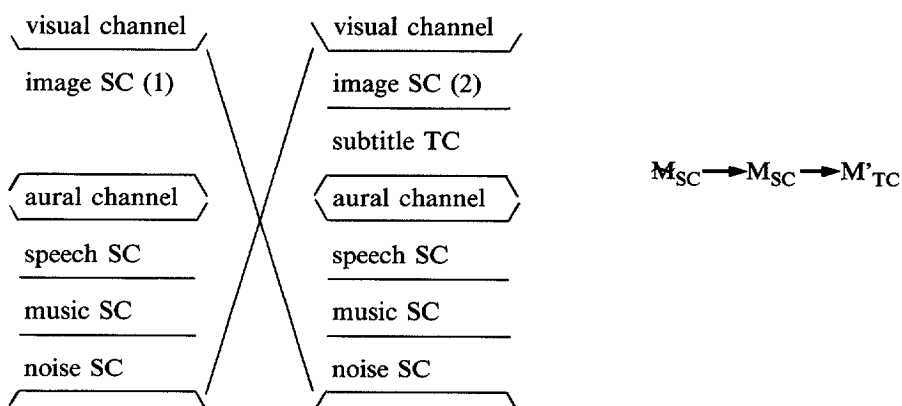 visual channel
image SC (1)
aural channel
speech SC
music SC
noise SC
visual channel
image SC (2)
subtitle TC
aural channel
speech SC
music SC
noise SC
M_SC → M_SC → M'_TC